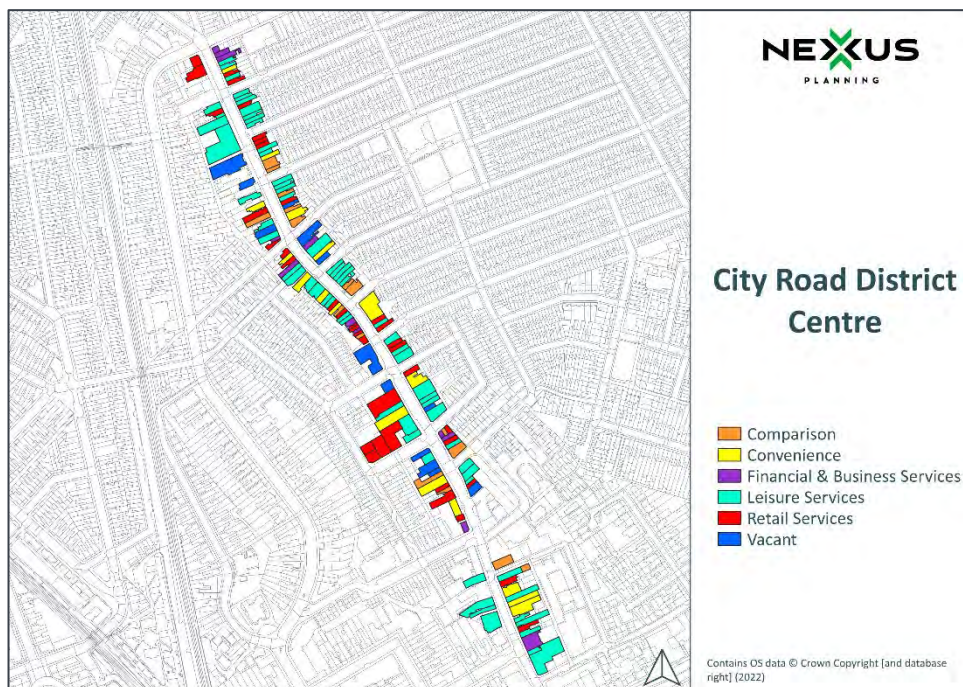 NEXUS
PLANNING
City Road District
Centre
Comparison
Convenience
Financial & Business Services
Leisure Services
Retail Services
Vacant
Contains OS data © Crown Copyright [and database
right] (2022)